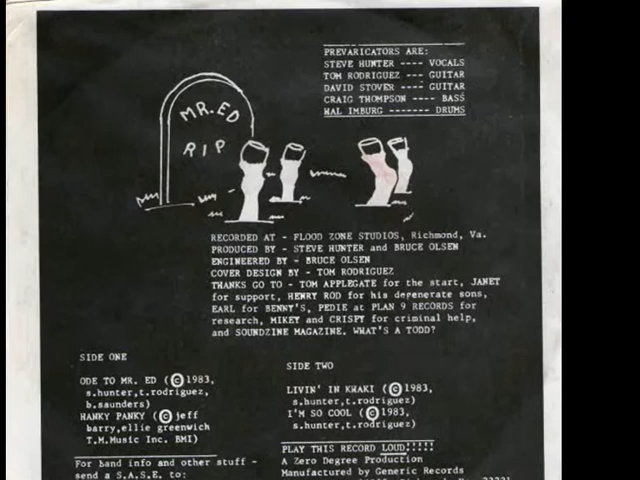 PREVARICATORS ARE:
STEVE HUNTER ---- VOCALS
TOM RODRIGUEZ --- GUITAR
DAVID STOVER ---- GUITAR
CRAIG THOMPSON ---- BASS
HAL IMBURG ------- DRUMS
MR. ED
RIP
RECORDED AT - FLOOD ZONE STUDIOS, Richmond, Va.
PRODUCED BY - STEVE HUNTER and BRUCE OLSEN
ENGINEERED BY - BRUCE OLSEN
COVER DESIGN BY - TOM RODRIGUEZ
THANKS GO TO - TOM APPLEGATE for the start, JANET
for support, HENRY ROD for his degenerate sons,
EARL for BENNY'S, PEDIE at PLAN 9 RECORDS for
research, MIKEY and CRISPY for criminal help,
and SOUNDZINE MAGAZINE. WHAT'S A TODD?
SIDE ONE
ODE TO MR. ED (©1983,
s.hunter,t.rodriguez,
b.saunders)
HANKY PANKY (© jeff
barry,ellie greenwich
T.M.Music Inc. BMI)
For band info and other stuff -
send a S.A.S.E. to:
SIDE TWO
LIVIN' IN KHAKI (©1983,
s.hunter,t.rodriguez)
I'M SO COOL (©1983,
s.hunter,t.rodriguez)
PLAY THIS RECORD LOUD!!!!!
A Zero Degree Production
Manufactured by Generic Records